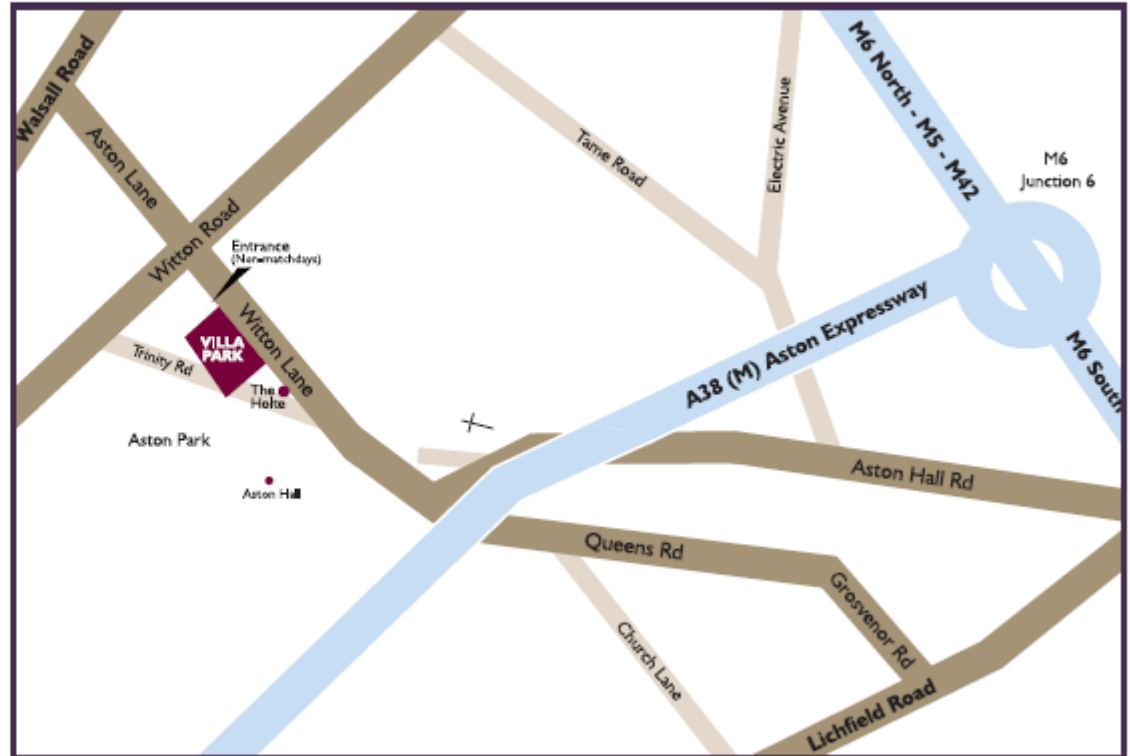 Walsall Road
Aston Lane
Witton Road
Entrance
(Non-matchdays)
VILLA
PARK
Witton Lane
Trinity Rd
The
Holte
Aston Park
Aston Hall
Tame Road
Electric Avenue
M6 North - M5 - M42
M6
Junction 6
M6 South
A38 (M) Aston Expressway
Aston Hall Rd
Queens Rd
Grosvenor Rd
Church Lane
Lichfield Road